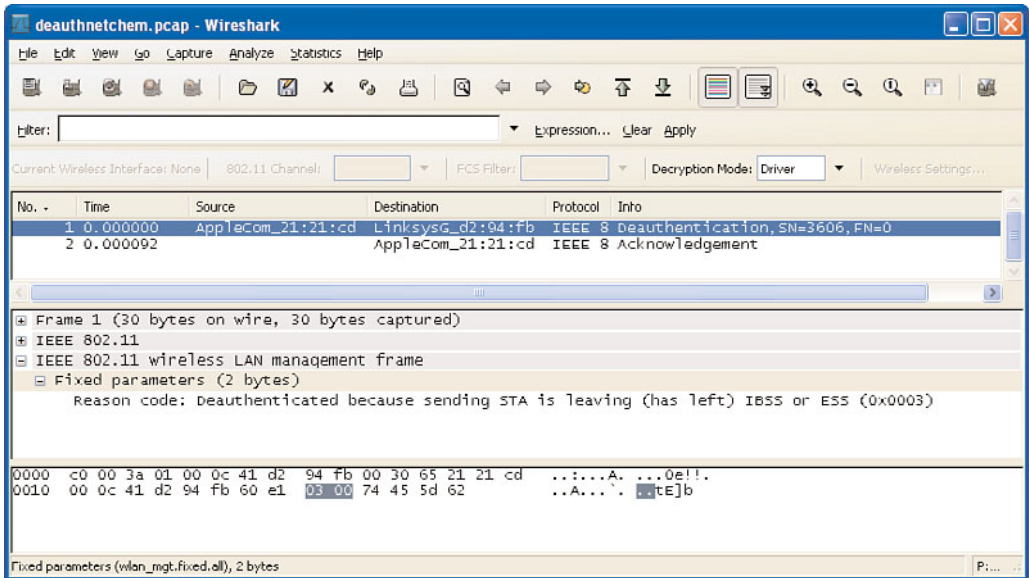 deauthnetchem.pcap - Wireshark
File Edit View Go Capture Analyze Statistics Help
Filter: Expression... Clear Apply
Current Wireless Interface: None 802.11 Channel: FCS Filter: Decryption Mode: Driver Wireless Settings...
No. - Time Source Destination Protocol Info
1 0.000000 AppleCom_21:21:cd LinksysG_d2:94:fb IEEE 8 Deauthentication,SN=3606,FN=0
2 0.000092 AppleCom_21:21:cd IEEE 8 Acknowledgement
Frame 1 (30 bytes on wire, 30 bytes captured)
IEEE 802.11
IEEE 802.11 wireless LAN management frame
Fixed parameters (2 bytes)
Reason code: Deauthenticated because sending STA is leaving (has left) IBSS or ESS (0x0003)
0000 c0 00 3a 01 00 0c 41 d2 94 fb 00 30 65 21 21 cd ..:...A. ...0e!!.
0010 00 0c 41 d2 94 fb 60 e1 03 00 74 45 5d 62 ..A...`. ..tE]b
Fixed parameters (wlan_mgt.fixed.all), 2 bytes P:...